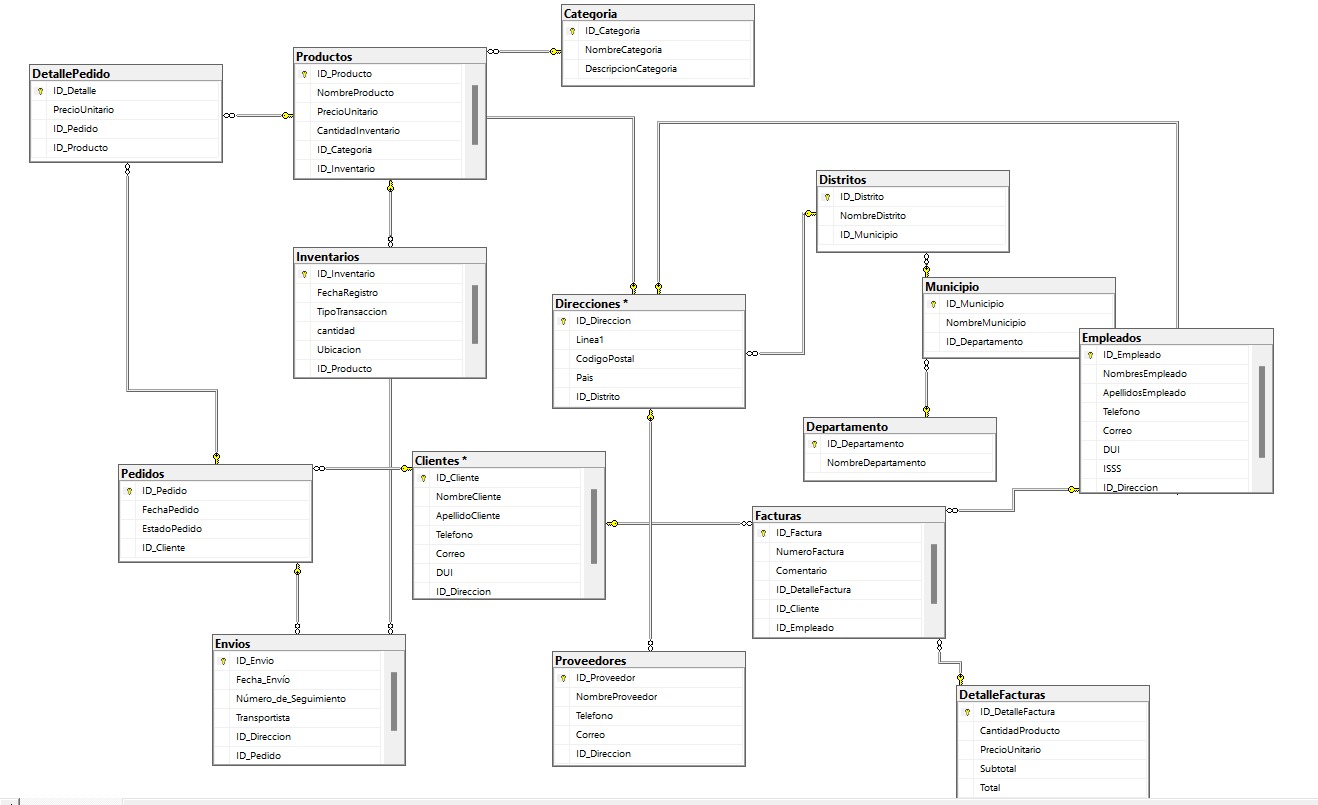 Categoria
ID_Categoria
NombreCategoria
DescripcionCategoria
Productos
ID_Producto
NombreProducto
PrecioUnitario
CantidadInventario
ID_Categoria
ID_Inventario
DetallePedido
ID_Detalle
PrecioUnitario
ID_Pedido
ID_Producto
Distritos
ID_Distrito
NombreDistrito
ID_Municipio
Inventarios
ID_Inventario
FechaRegistro
TipoTransaccion
cantidad
Ubicacion
ID_Producto
Municipio
ID_Municipio
NombreMunicipio
ID_Departamento
Direcciones *
ID_Direccion
Linea1
CodigoPostal
Pais
ID_Distrito
Empleados
ID_Empleado
NombresEmpleado
ApellidosEmpleado
Telefono
Correo
DUI
ISSS
ID_Direccion
Departamento
ID_Departamento
NombreDepartamento
Clientes *
ID_Cliente
NombreCliente
ApellidoCliente
Telefono
Correo
DUI
ID_Direccion
Pedidos
ID_Pedido
FechaPedido
EstadoPedido
ID_Cliente
Facturas
ID_Factura
NumeroFactura
Comentario
ID_DetalleFactura
ID_Cliente
ID_Empleado
Envios
ID_Envio
Fecha_Envío
Número_de_Seguimiento
Transportista
ID_Direccion
ID_Pedido
Proveedores
ID_Proveedor
NombreProveedor
Telefono
Correo
ID_Direccion
DetalleFacturas
ID_DetalleFactura
CantidadProducto
PrecioUnitario
Subtotal
Total